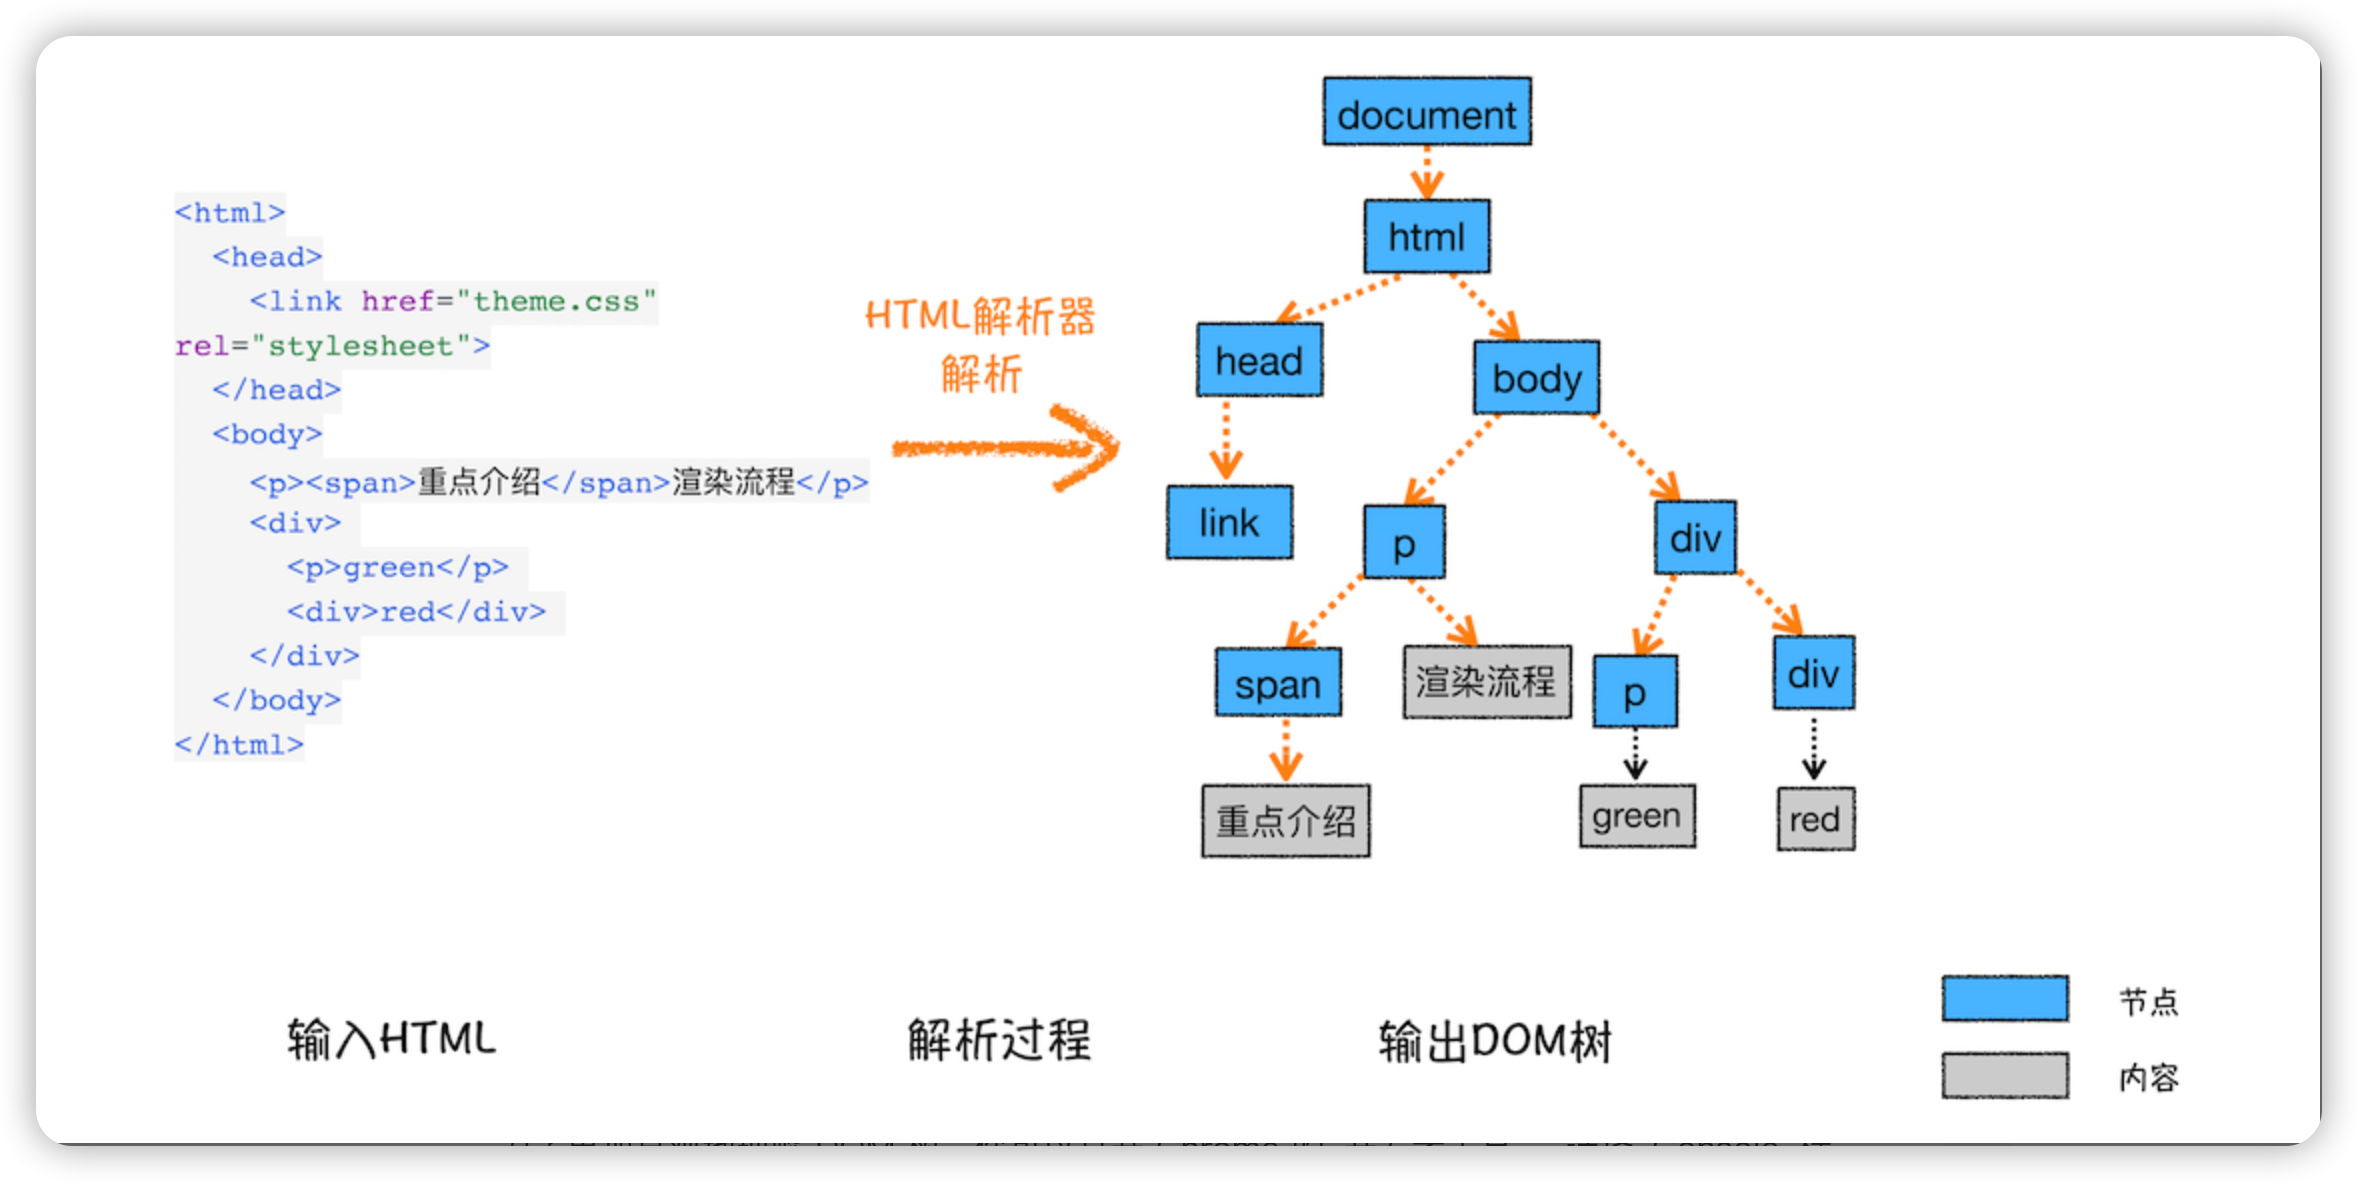 <html>
<head>
<link href="theme.css"
rel="stylesheet">
</head>
<body>
<p><span>重点介绍</span>渲染流程</p>
<div>
<p>green</p>
<div>red</div>
</div>
</body>
</html>
HTML解析器
解析
document
html
head
body
link
p
div
span
渲染流程
p
div
重点介绍
green
red
输入HTML
解析过程
输出DOM树
节点
内容